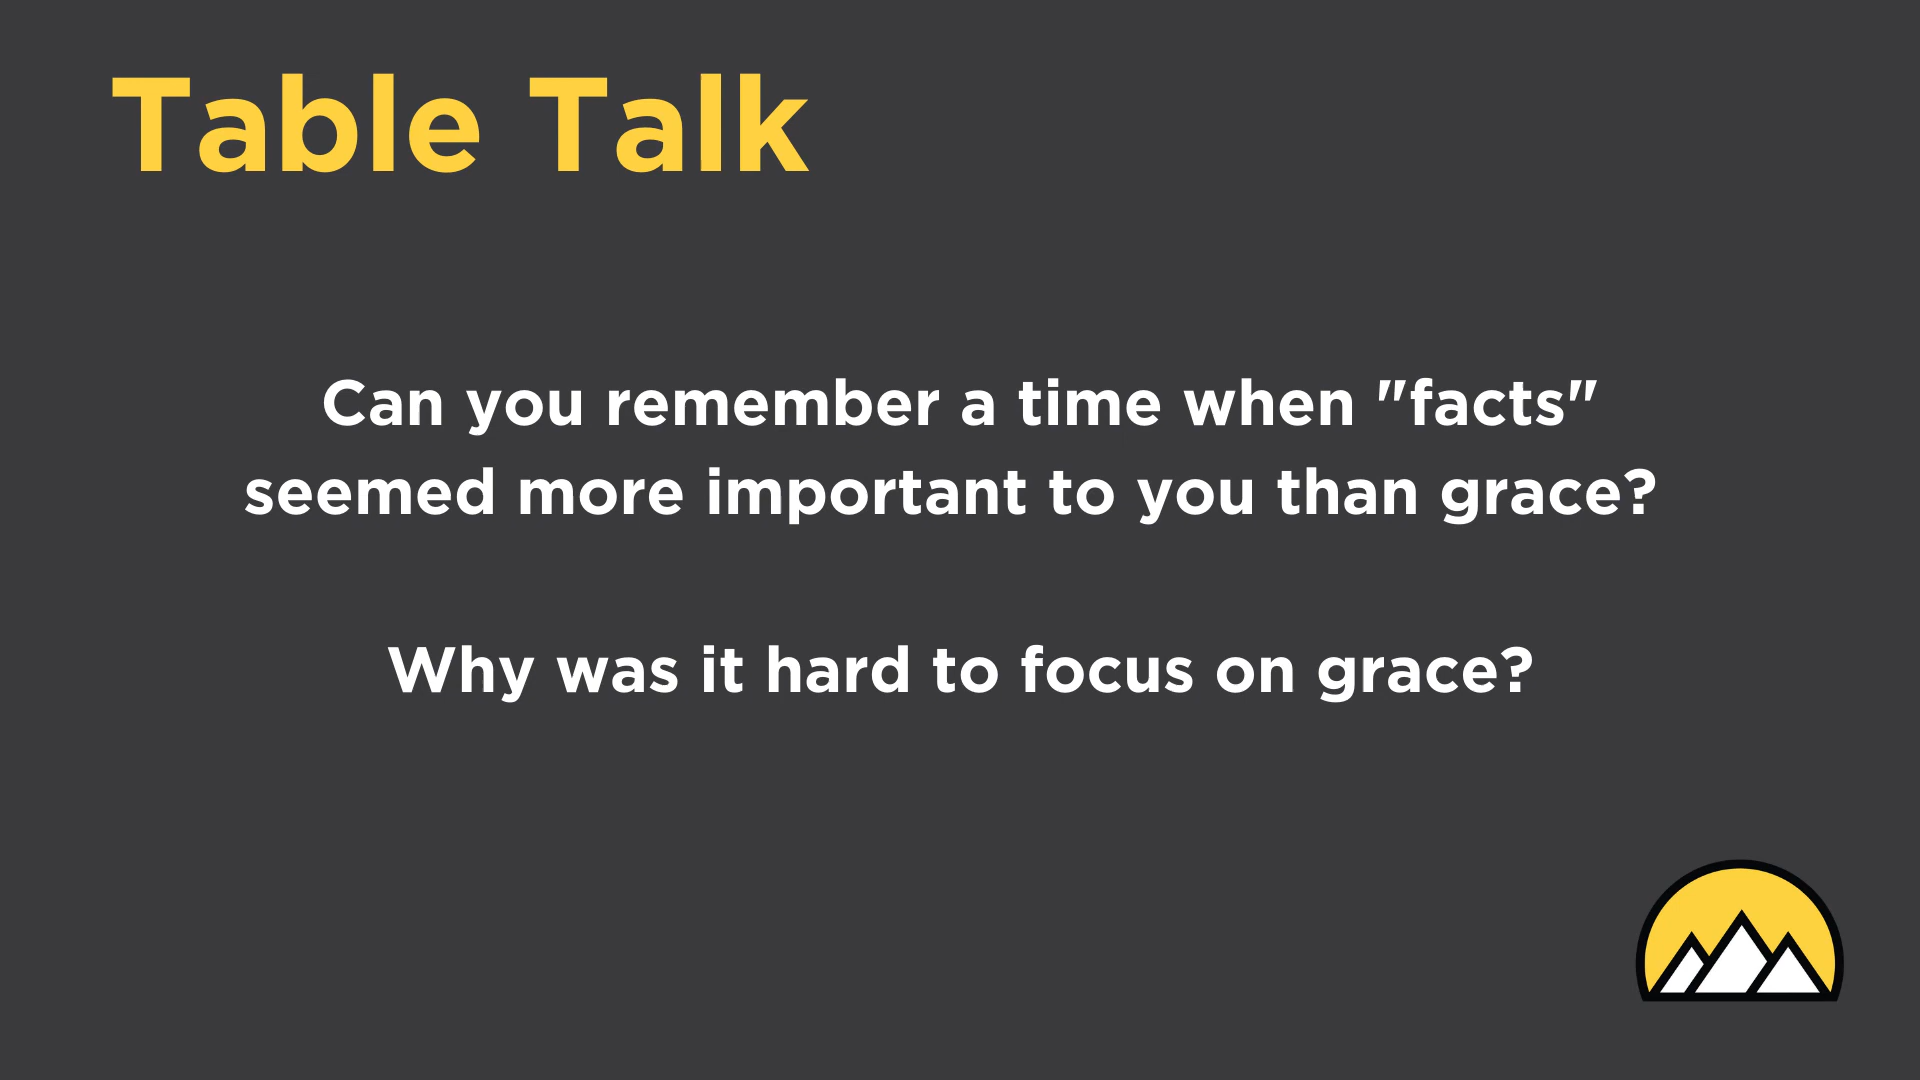 Table Talk
Can you remember a time when "facts"
seemed more important to you than grace?
Why was it hard to focus on grace?